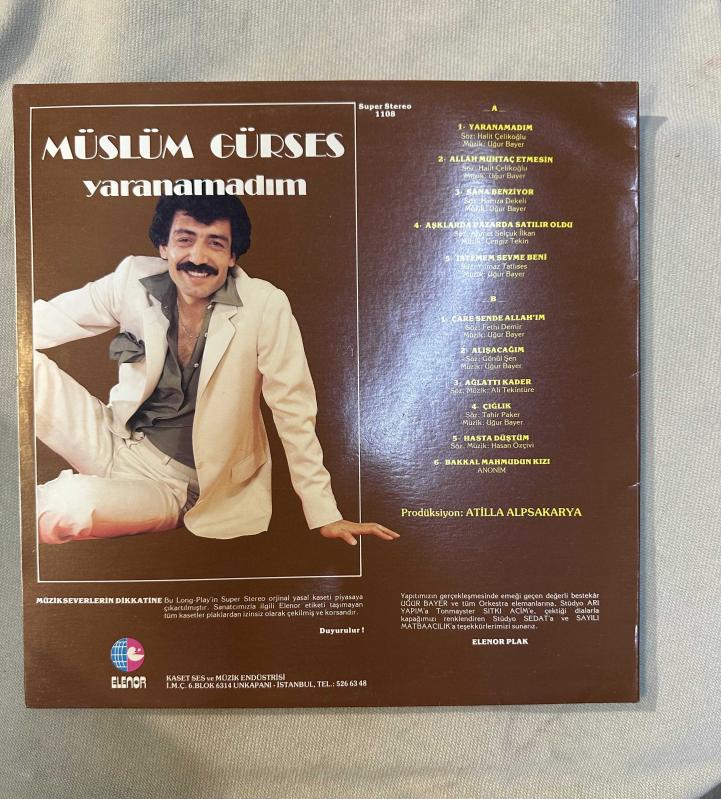 MÜSLÜM GÜRSES
yaranamadım
Super Stereo
1108
A
1- YARANAMADIM
Söz: Halit Çelikoğlu
Müzik: Uğur Bayer
2- ALLAH MUHTAÇ ETMESİN
Söz: Halit Çelikoğlu
Müzik: Uğur Bayer
3- SANA BENZİYOR
Söz: Hamza Dekeli
Müzik: Uğur Bayer
4- AŞKLARDA PAZARDA SATILIR OLDU
Söz: Ahmet Selçuk İlkan
Müzik: Cengiz Tekin
5- İSTEMEM SEVME BENİ
Söz: Yılmaz Tatlıses
Müzik: Uğur Bayer
B
1- ÇARE SENDE ALLAH'IM
Söz: Fethi Demir
Müzik: Uğur Bayer
2- ALIŞACAĞIM
Söz: Gönül Şen
Müzik: Uğur Bayer
3- AĞLATTI KADER
Söz, Müzik: Ali Tekintüre
4- ÇIĞLIK
Söz: Tahir Paker
Müzik: Uğur Bayer
5- HASTA DÜŞTÜM
Söz, Müzik: Hasan Özçivi
6- BAKKAL MAHMUDUN KIZI
ANONİM
Prodüksiyon: ATİLLA ALPSAKARYA
MÜZİKSEVERLERİN DİKKATİNE Bu Long-Play'in Super Stereo orjinal yasal kaseti piyasaya
çıkartılmıştır. Sanatcımızla ilgili Elenor etiketi taşımayan
tüm kasetler plaklardan izinsiz olarak çekilmiş ve korsandır.
Duyurulur !
Yapıtımızın gerçekleşmesinde emeği geçen değerli bestekâr
UĞUR BAYER ve tüm Orkestra elemanlarına, Stüdyo ARI
YAPIM'a Tonmayster SITKI ACİM'e, çektiği dialarla
kapağımızı renklendiren Stüdyo SEDAT'a ve SAYILI
MATBAACILIK'a teşekkürlerimizi sunarız.
ELENOR PLAK
ELENOR
KASET SES ve MÜZİK ENDÜSTRİSİ
İ.M.Ç. 6.BLOK 6314 UNKAPANI - İSTANBUL, TEL.: 526 63 48